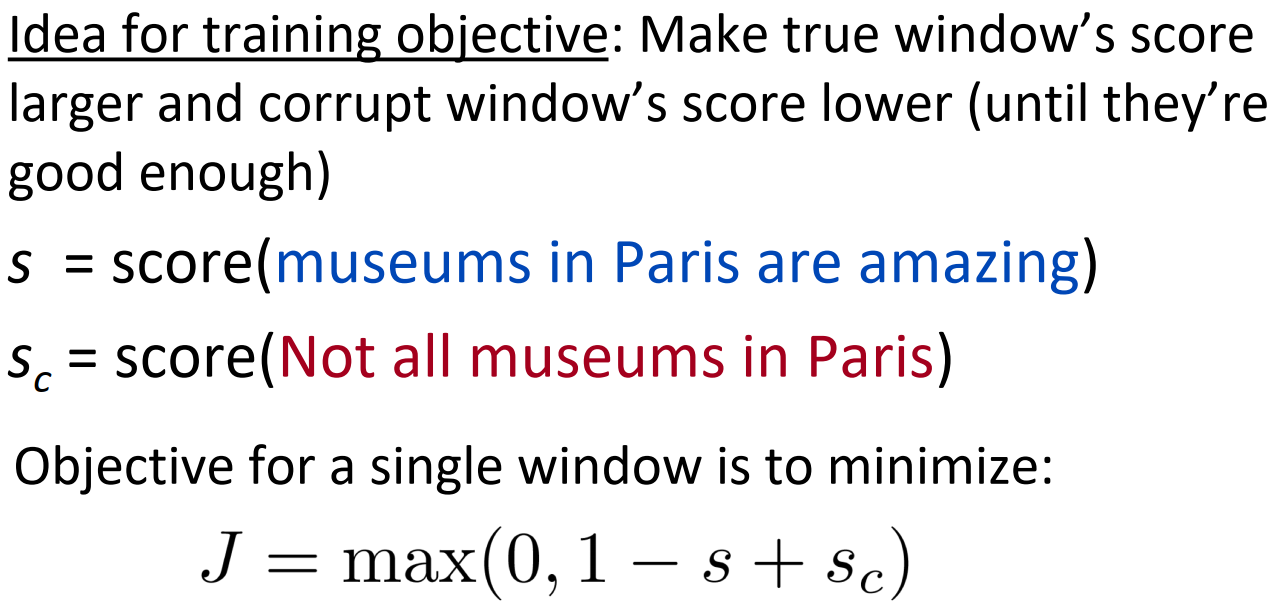 Idea for training objective: Make true window’s score
larger and corrupt window’s score lower (until they’re
good enough)
s = score(museums in Paris are amazing)
s_c = score(Not all museums in Paris)
Objective for a single window is to minimize:
J = max(0, 1 − s + s_c)